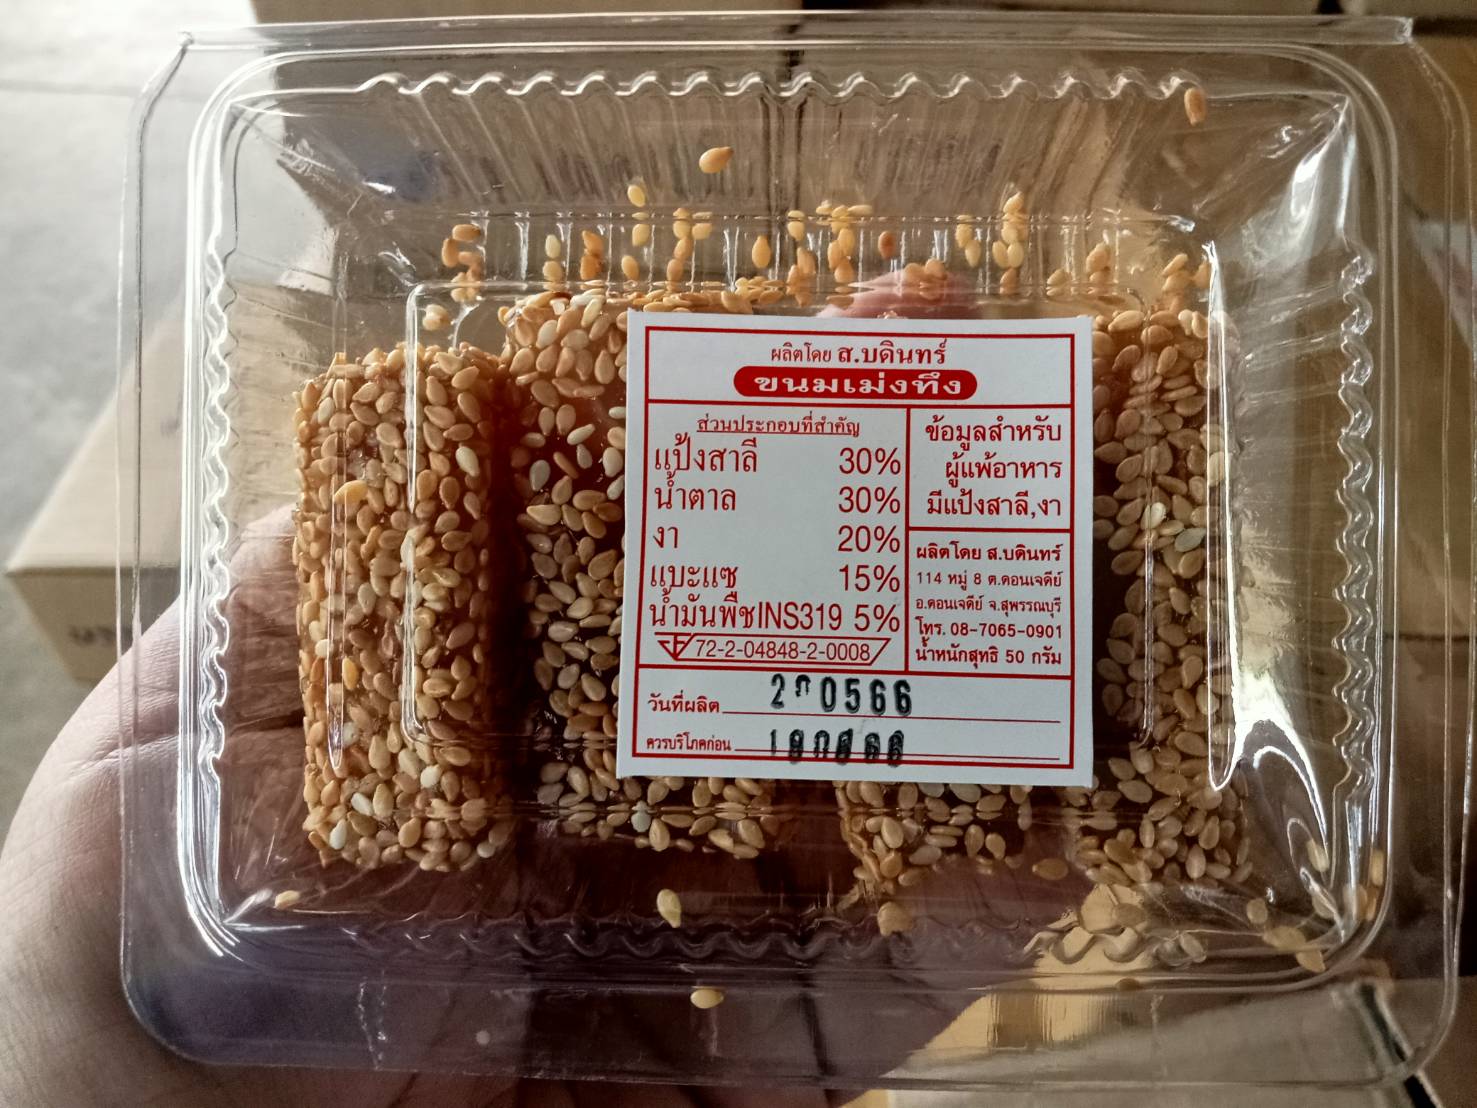 ผลิตโดย ส.บดินทร์
ขนมเม่งทึง
ส่วนประกอบที่สำคัญ
แป้งสาลี 30%
น้ำตาล 30%
งา 20%
แบะแซ 15%
น้ำมันพืชINS319 5%
72-2-04848-2-0008
ข้อมูลสำหรับ
ผู้แพ้อาหาร
มีแป้งสาลี,งา
ผลิตโดย ส.บดินทร์
114 หมู่ 8 ต.ดอนเจดีย์
อ.ดอนเจดีย์ จ.สุพรรณบุรี
โทร. 08-7065-0901
น้ำหนักสุทธิ 50 กรัม
วันที่ผลิต
ควรบริโภคก่อน